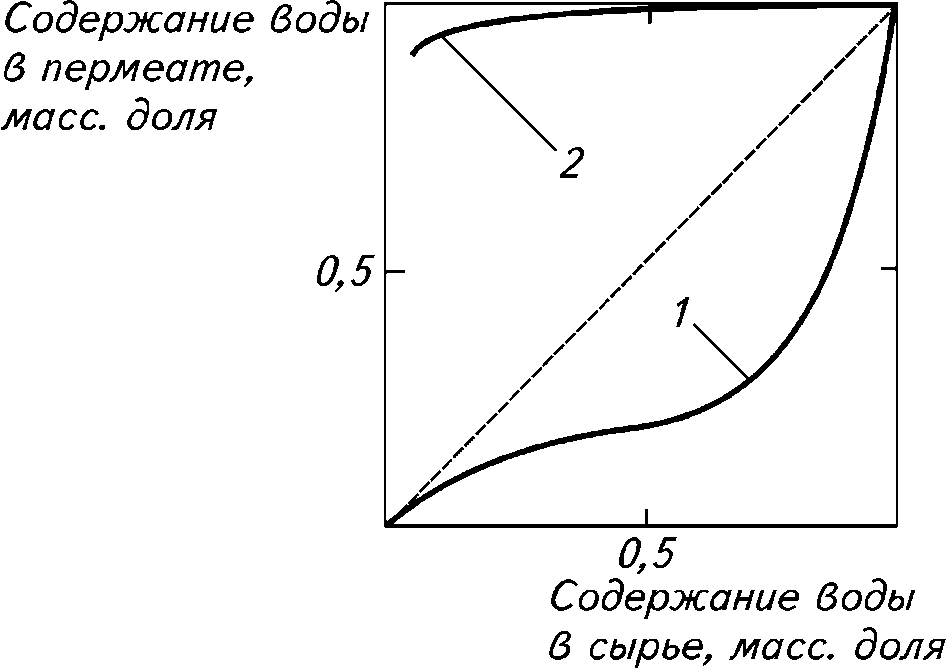 Содержание воды
в пермеате,
масс. доля
2
0,5
1
0,5
Содержание воды
в сырье, масс. доля